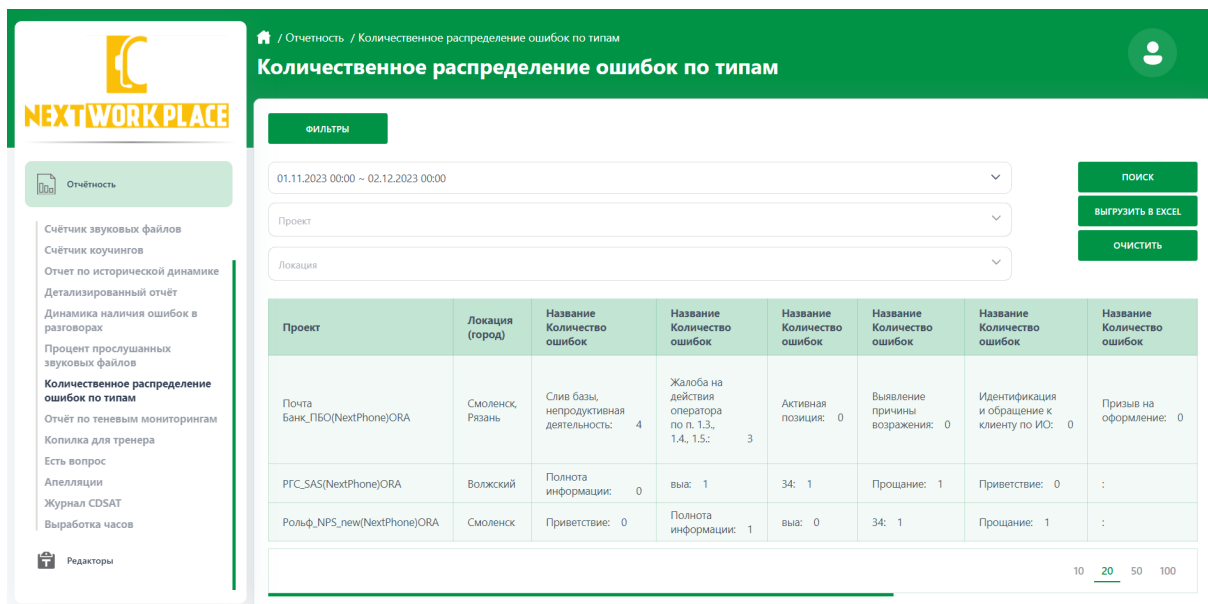 NEXT WORKPLACE
Отчётность
Счётчик звуковых файлов
Счётчик коучингов
Отчет по исторической динамике
Детализированный отчёт
Динамика наличия ошибок в
разговорах
Процент прослушанных
звуковых файлов
Количественное распределение
ошибок по типам
Отчёт по теневым мониторингам
Копилка для тренера
Есть вопрос
Апелляции
Журнал CDSAT
Выработка часов
Редакторы
/ Отчетность / Количественное распределение ошибок по типам
Количественное распределение ошибок по типам
ФИЛЬТРЫ
01.11.2023 00:00 ~ 02.12.2023 00:00
Проект
Локация
ПОИСК
ВЫГРУЗИТЬ В EXCEL
ОЧИСТИТЬ
Проект
Локация
(город)
Название
Количество
ошибок
Название
Количество
ошибок
Название
Количество
ошибок
Название
Количество
ошибок
Название
Количество
ошибок
Название
Количество
ошибок
Почта
Банк_ПБО(NextPhone)ORA
Смоленск,
Рязань
Слив базы,
непродуктивная
деятельность: 4
Жалоба на
действия
оператора
по п. 1.3.,
1.4., 1.5.: 3
Активная
позиция: 0
Выявление
причины
возражения: 0
Идентификация
и обращение к
клиенту по ИО: 0
Призыв на
оформление: 0
РГС_SAS(NextPhone)ORA
Волжский
Полнота
информации: 0
выа: 1
34: 1
Прощание: 1
Приветствие: 0
:
Рольф_NPS_new(NextPhone)ORA
Смоленск
Приветствие: 0
Полнота
информации: 1
выа: 0
34: 1
Прощание: 1
:
10 20 50 100